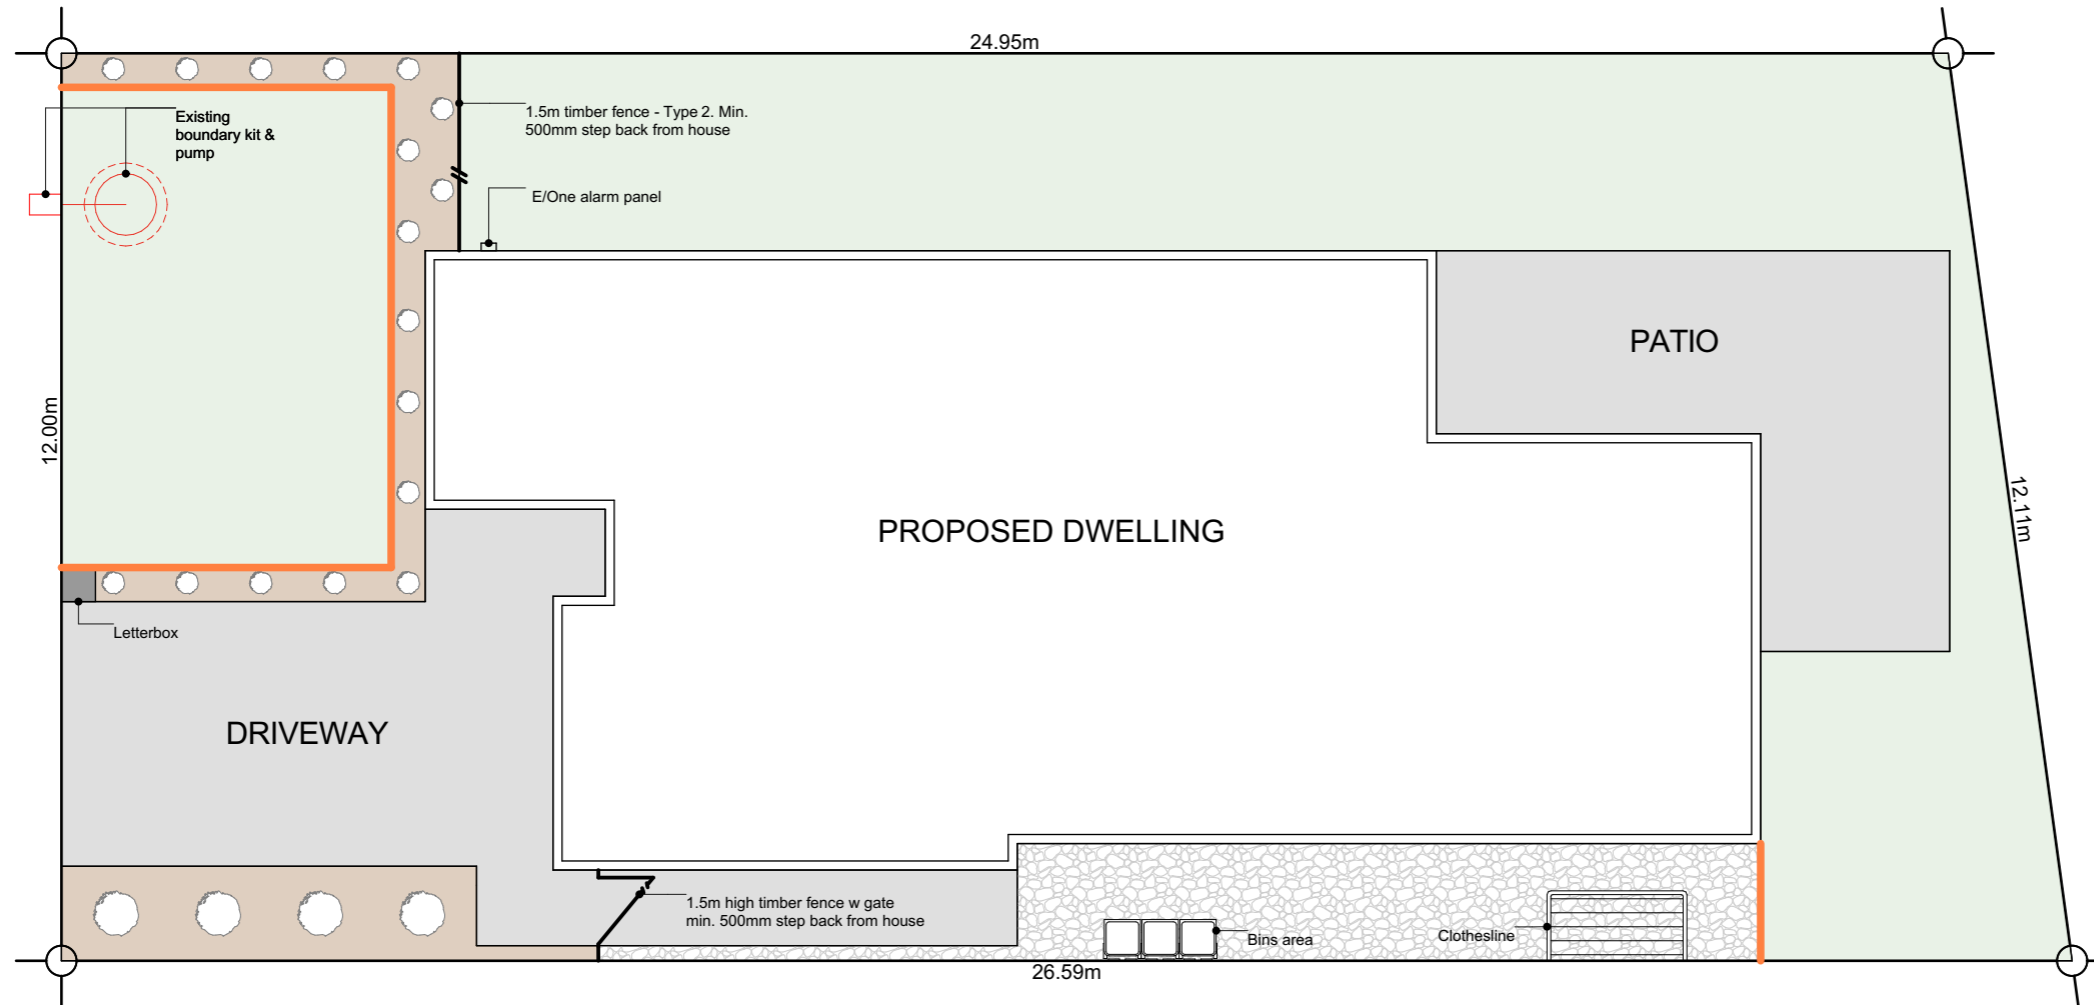 24.95m
Existing
boundary kit &
pump
1.5m timber fence - Type 2. Min.
500mm step back from house
E/One alarm panel
PATIO
12.00m
12.11m
PROPOSED DWELLING
Letterbox
DRIVEWAY
1.5m high timber fence w gate
min. 500mm step back from house
Bins area
Clothesline
26.59m